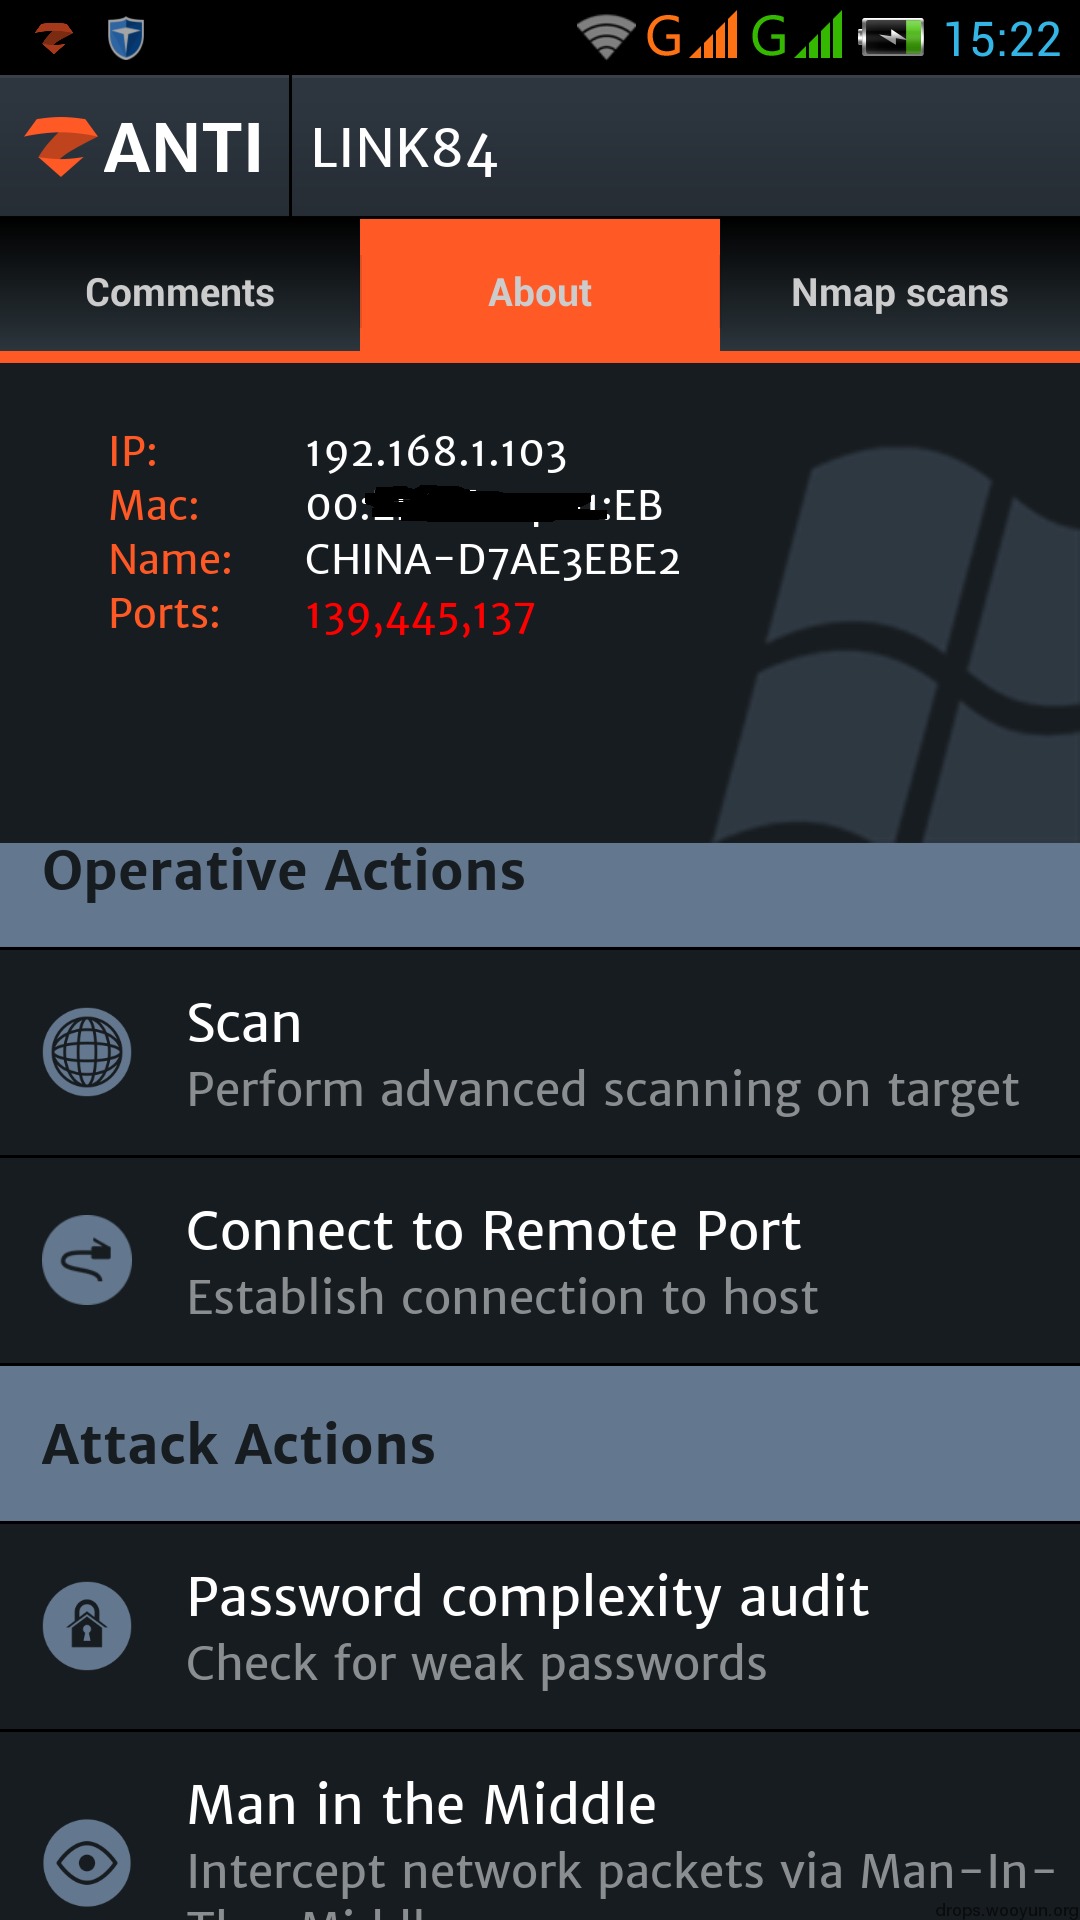 G G 15:22
ANTI LINK84
Comments About Nmap scans
IP: 192.168.1.103
Mac: 00: :EB
Name: CHINA-D7AE3EBE2
Ports: 139,445,137
Operative Actions
Scan
Perform advanced scanning on target
Connect to Remote Port
Establish connection to host
Attack Actions
Password complexity audit
Check for weak passwords
Man in the Middle
Intercept network packets via Man-In-
drops.wooyun.org